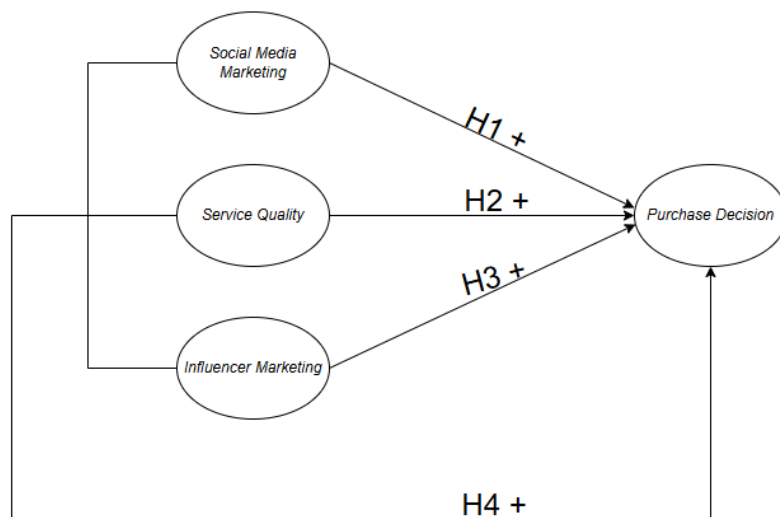 Social Media
Marketing
H1 +
Service Quality
H2 +
Purchase Decision
H3 +
Influencer Marketing
H4 +